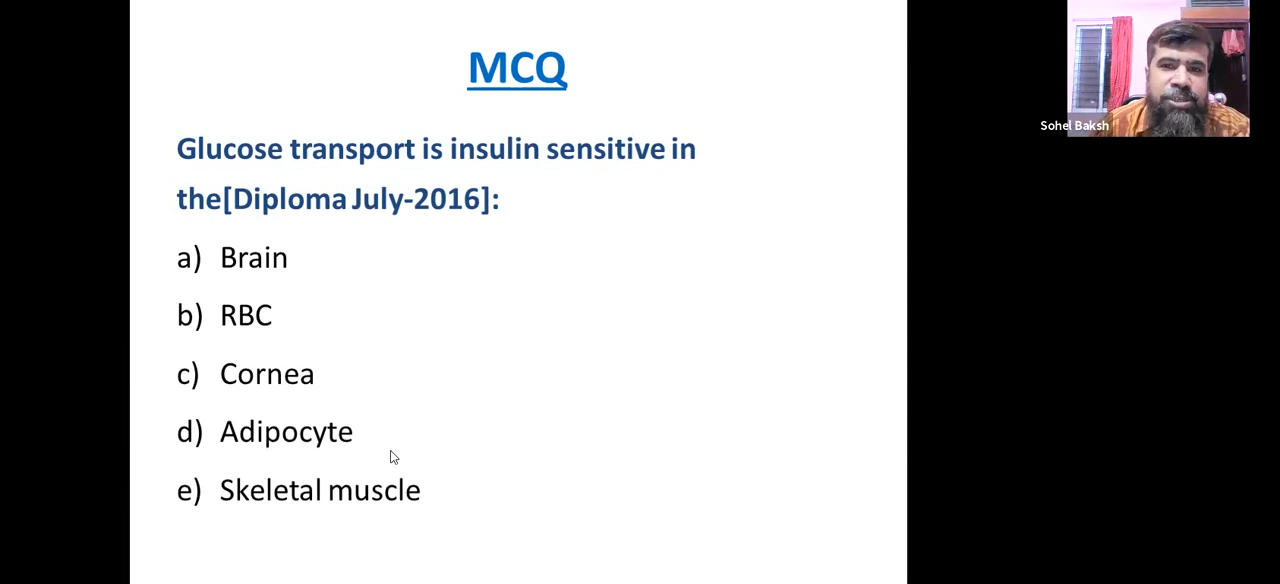 MCQ
Glucose transport is insulin sensitive in
the[Diploma July-2016]:
a) Brain
b) RBC
c) Cornea
d) Adipocyte
e) Skeletal muscle
Sohel Baksh